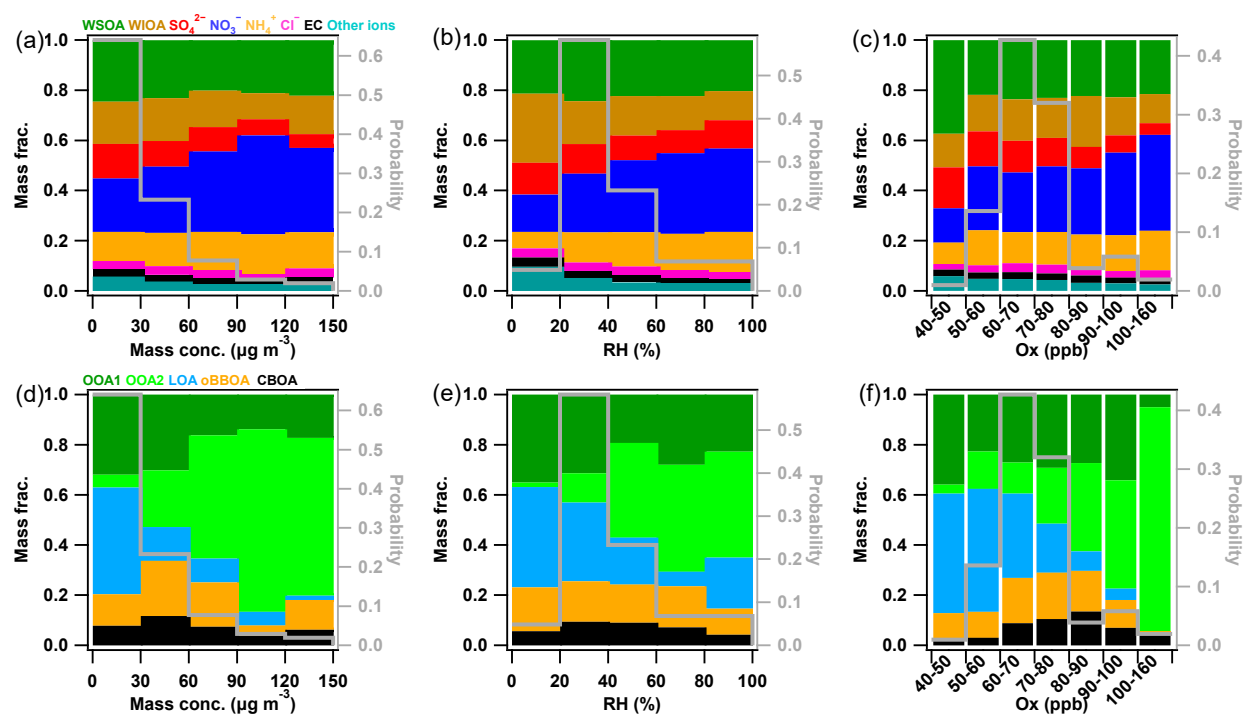 WSOA WIOA SO₄²⁻ NO₃⁻ NH₄⁺ Cl⁻ EC Other ions
(a) (b) (c)
1.0 0.8 0.6 0.4 0.2 0.0
Mass frac.
0.6 0.5 0.4 0.3 0.2 0.1 0.0
Probability
0 30 60 90 120 150
Mass conc. (µg m⁻³)
1.0 0.8 0.6 0.4 0.2 0.0
Mass frac.
0.5 0.4 0.3 0.2 0.1 0.0
Probability
0 20 40 60 80 100
RH (%)
1.0 0.8 0.6 0.4 0.2 0.0
Mass frac.
0.4 0.3 0.2 0.1 0.0
Probability
40-50 50-60 60-70 70-80 80-90 90-100 100-160
Ox (ppb)
OOA1 OOA2 LOA oBBOA CBOA
(d) (e) (f)
1.0 0.8 0.6 0.4 0.2 0.0
Mass frac.
0.6 0.5 0.4 0.3 0.2 0.1 0.0
Probability
0 30 60 90 120 150
Mass conc. (µg m⁻³)
1.0 0.8 0.6 0.4 0.2 0.0
Mass frac.
0.5 0.4 0.3 0.2 0.1 0.0
Probability
0 20 40 60 80 100
RH (%)
1.0 0.8 0.6 0.4 0.2 0.0
Mass frac.
0.4 0.3 0.2 0.1 0.0
Probability
40-50 50-60 60-70 70-80 80-90 90-100 100-160
Ox (ppb)